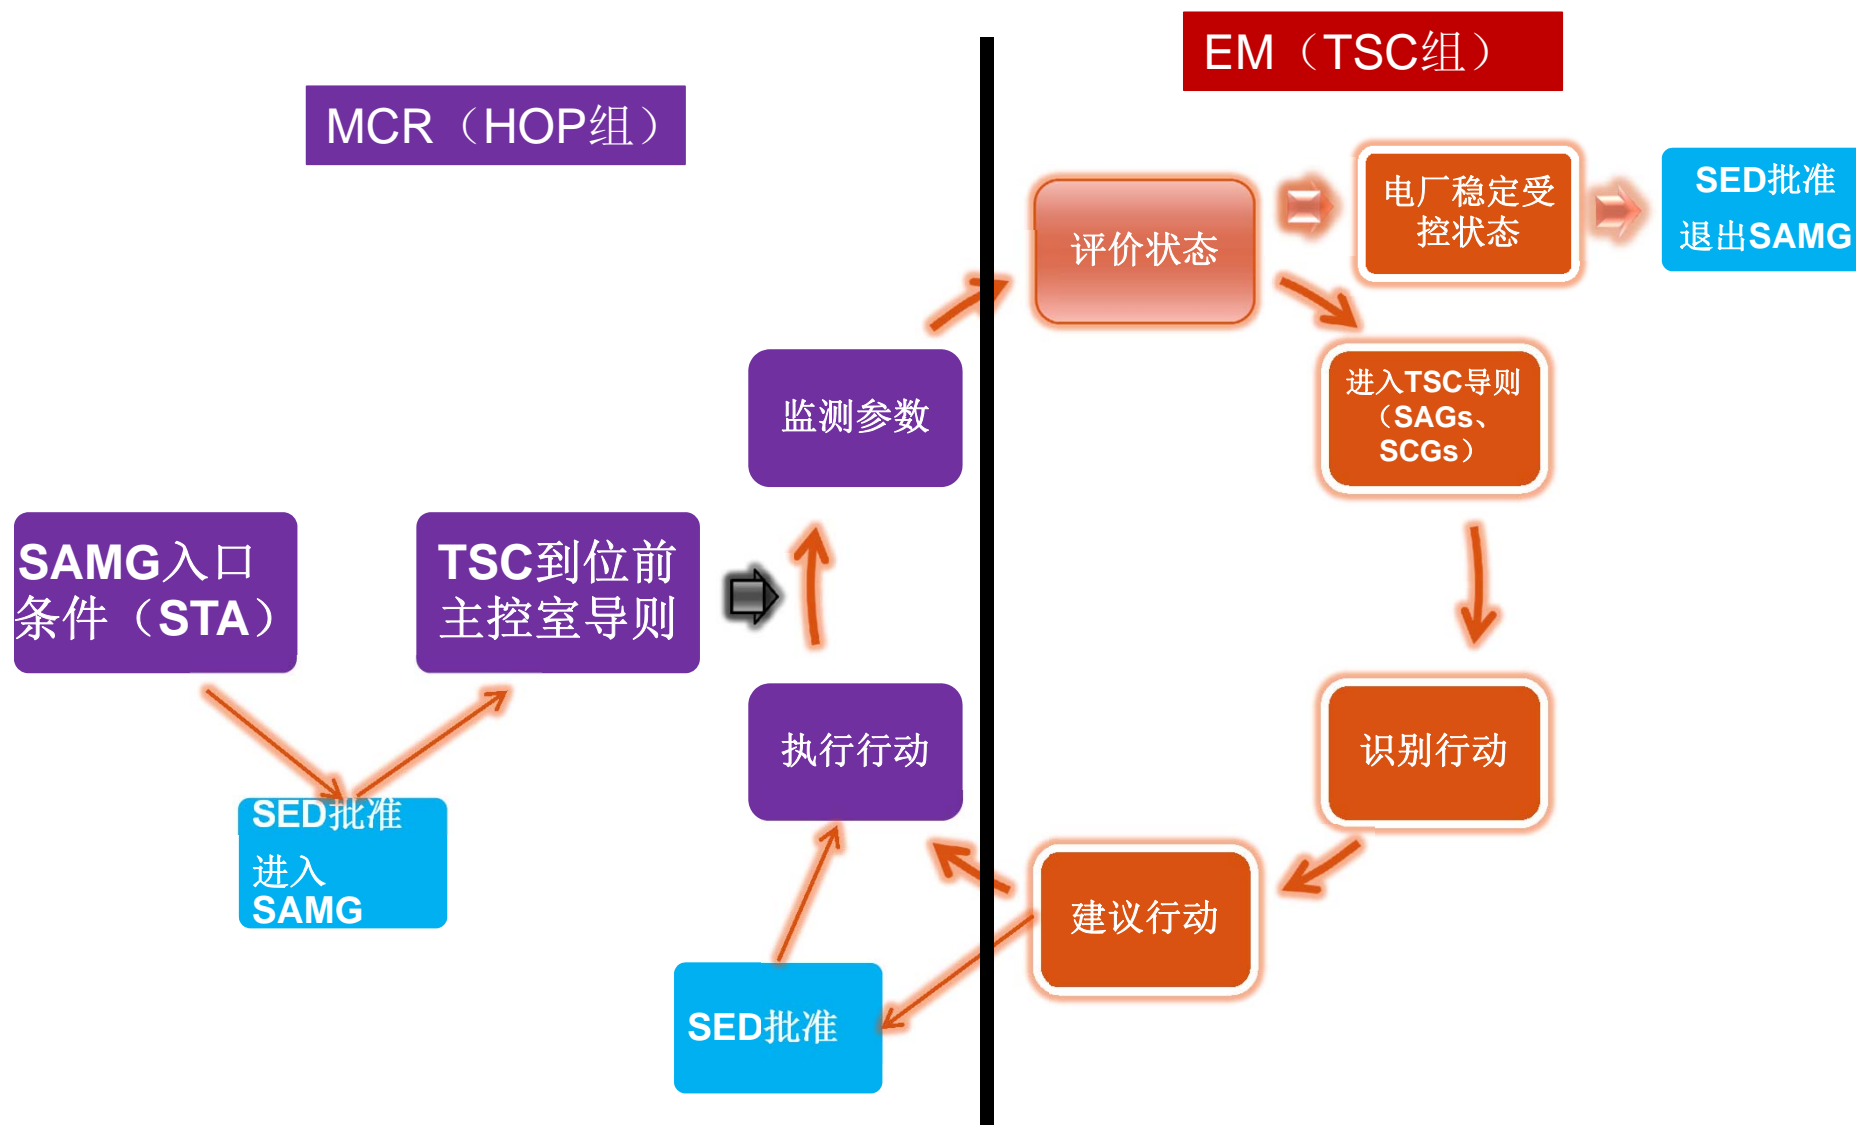 EM（TSC组）
MCR（HOP组）
电厂稳定受
控状态
SED批准
退出SAMG
评价状态
进入TSC导则
（SAGs、
SCGs）
监测参数
SAMG入口
条件（STA）
TSC到位前
主控室导则
执行行动
识别行动
SED批准
进入
SAMG
建议行动
SED批准